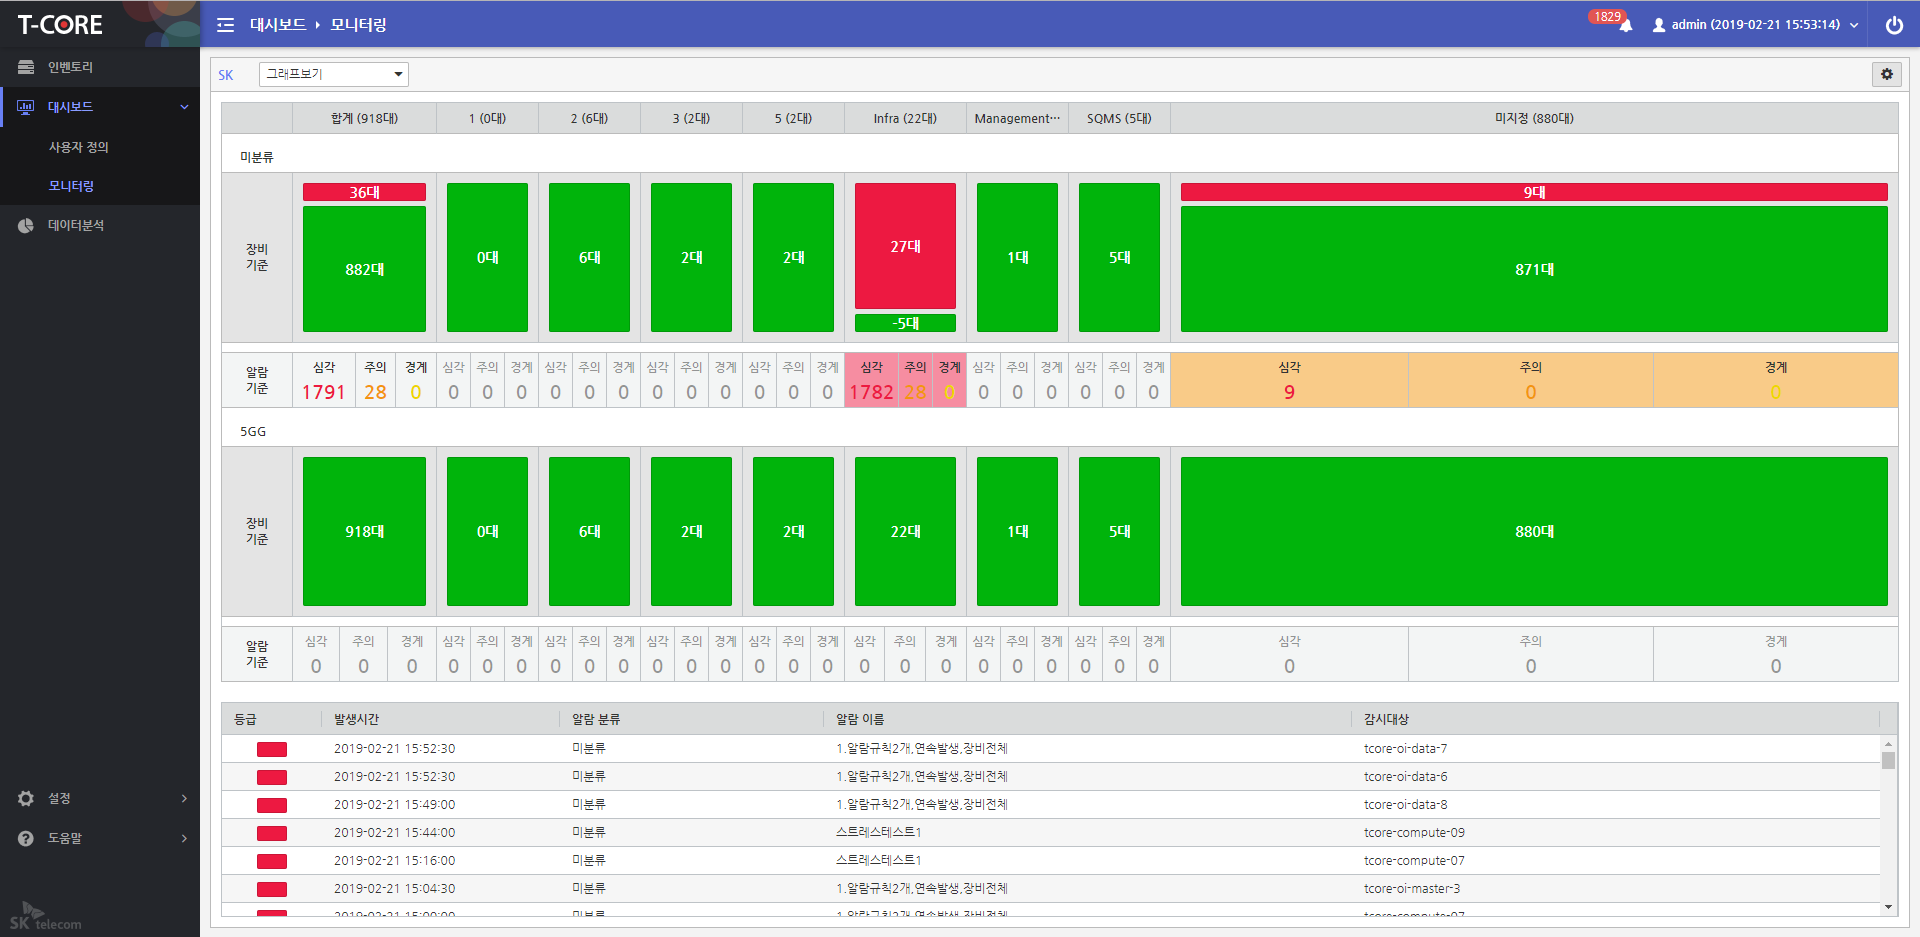 T-CORE
대시보드 모니터링
1829
admin (2019-02-21 15:53:14)
인벤토리
대시보드
사용자 정의
모니터링
데이터분석
설정
도움말
SK telecom
SK 그래프보기
합계 (918대) 1 (0대) 2 (6대) 3 (2대) 5 (2대) Infra (22대) Management… SQMS (5대) 미지정 (880대)
미분류
장비
기준
36대 27대 9대
882대 0대 6대 2대 2대 -5대 1대 5대 871대
알람
기준
심각 주의 경계 심각 주의 경계 심각 주의 경계 심각 주의 경계 심각 주의 경계 심각 주의 경계 심각 주의 경계 심각 주의 경계 심각 주의 경계
1791 28 0 0 0 0 0 0 0 0 0 0 0 0 0 1782 28 0 0 0 0 0 0 0 9 0 0
5GG
장비
기준
918대 0대 6대 2대 2대 22대 1대 5대 880대
알람
기준
심각 주의 경계 심각 주의 경계 심각 주의 경계 심각 주의 경계 심각 주의 경계 심각 주의 경계 심각 주의 경계 심각 주의 경계 심각 주의 경계
0 0 0 0 0 0 0 0 0 0 0 0 0 0 0 0 0 0 0 0 0 0 0 0 0 0 0
등급 발생시간 알람 분류 알람 이름 감시대상
2019-02-21 15:52:30 미분류 1.알람규칙2개,연속발생,장비전체 tcore-oi-data-7
2019-02-21 15:52:30 미분류 1.알람규칙2개,연속발생,장비전체 tcore-oi-data-6
2019-02-21 15:49:00 미분류 1.알람규칙2개,연속발생,장비전체 tcore-oi-data-8
2019-02-21 15:44:00 미분류 스트레스테스트1 tcore-compute-09
2019-02-21 15:16:00 미분류 스트레스테스트1 tcore-compute-07
2019-02-21 15:04:30 미분류 1.알람규칙2개,연속발생,장비전체 tcore-oi-master-3
2019-02-21 15:00:00 미분류 1.알람규칙2개,연속발생,장비전체 tcore-compute-07